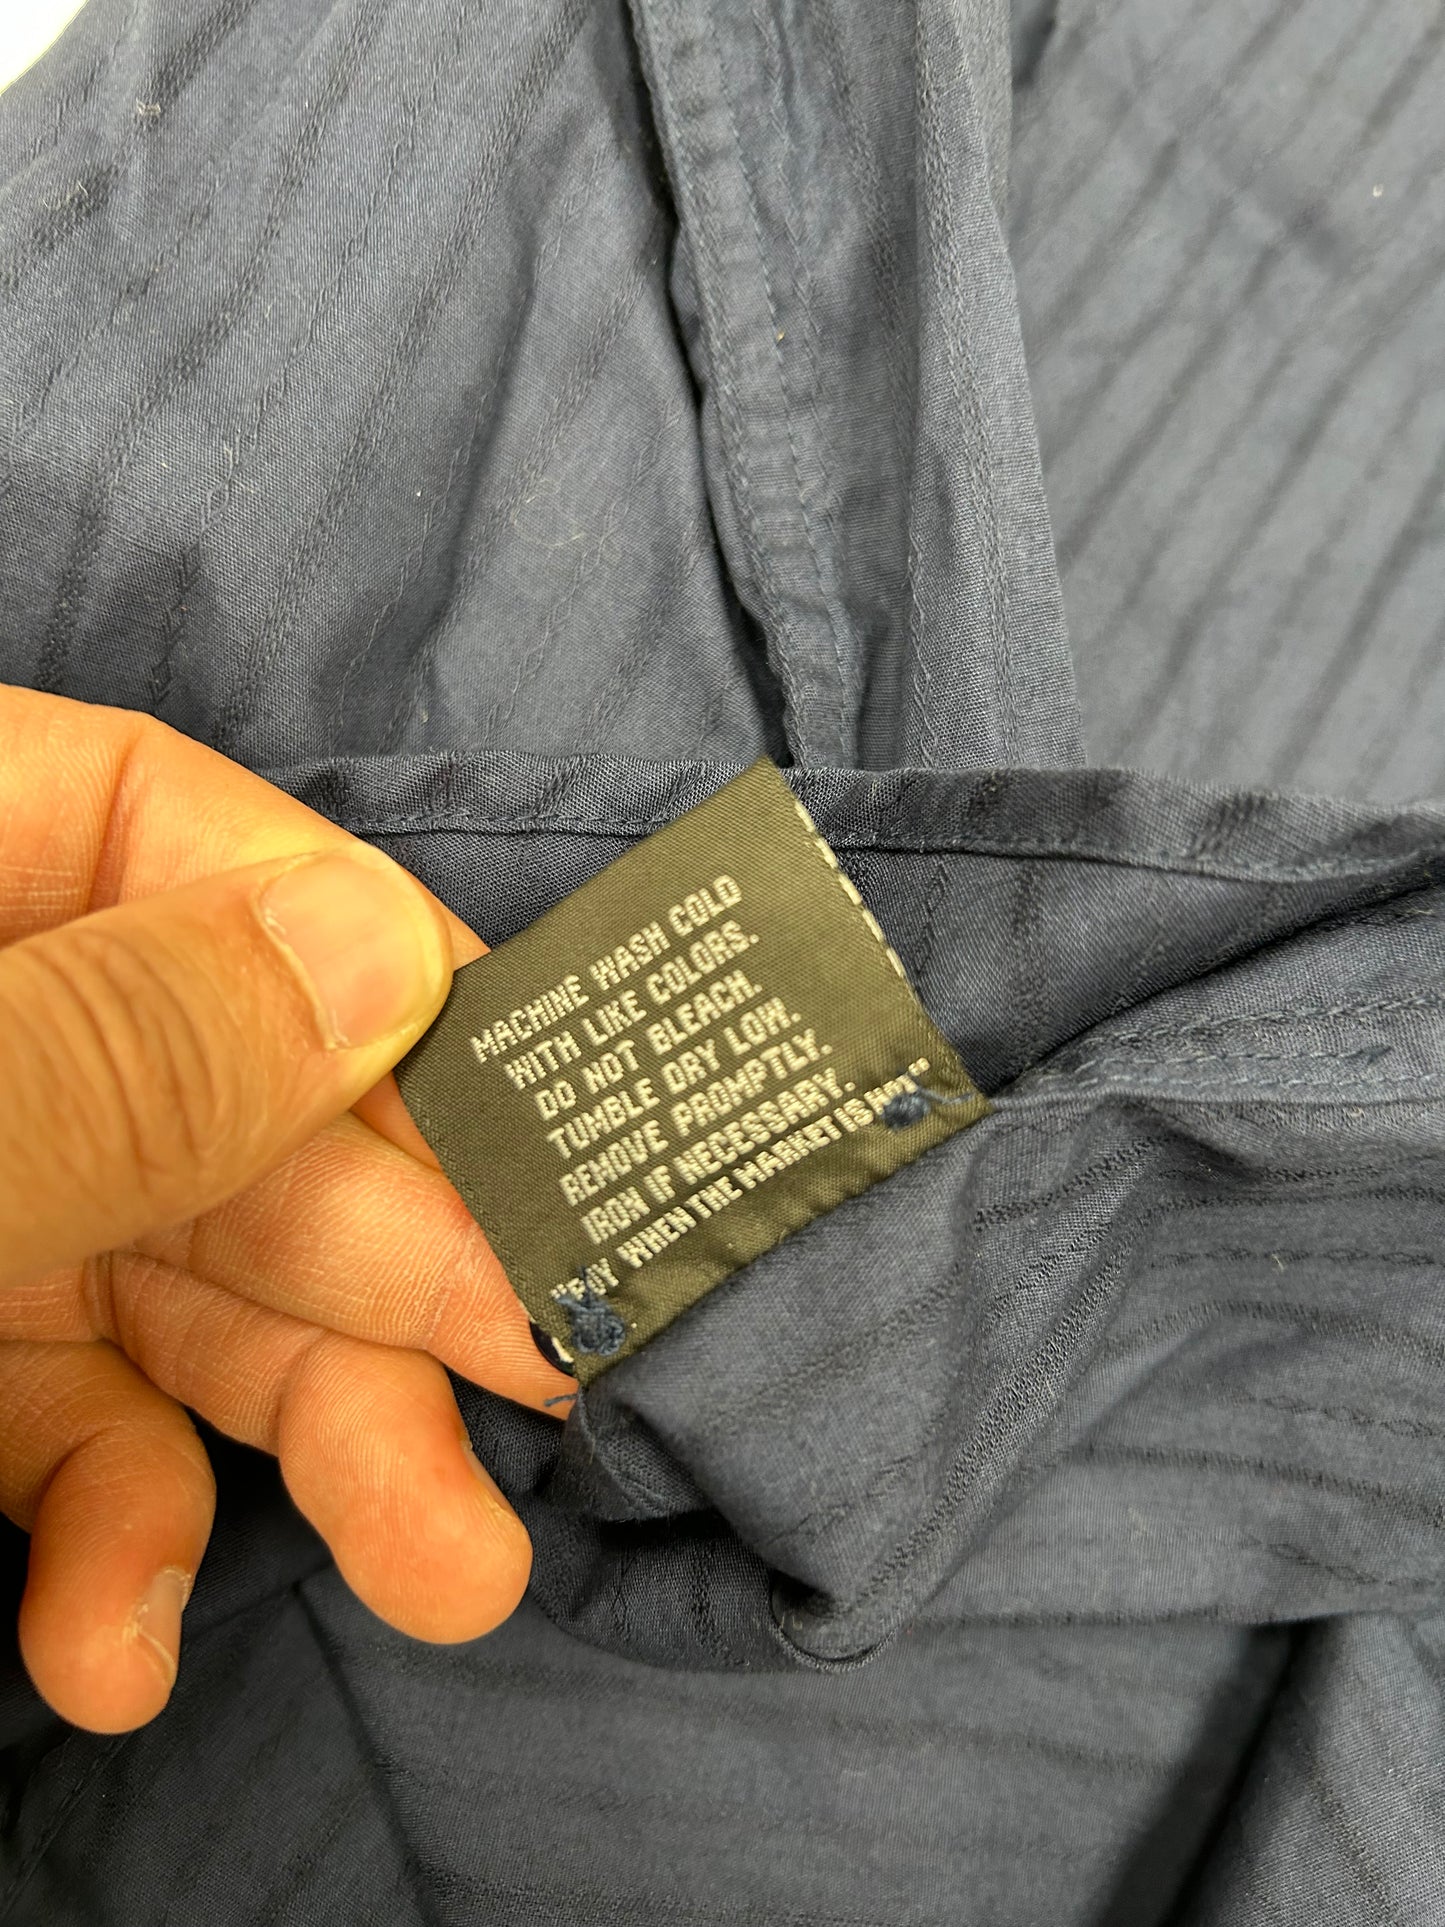 MACHINE WASH COLD
WITH LIKE COLORS.
DO NOT BLEACH.
TUMBLE DRY LOW.
REMOVE PROMPTLY.
IRON IF NECESSARY.
WHEN THE MARKET IS